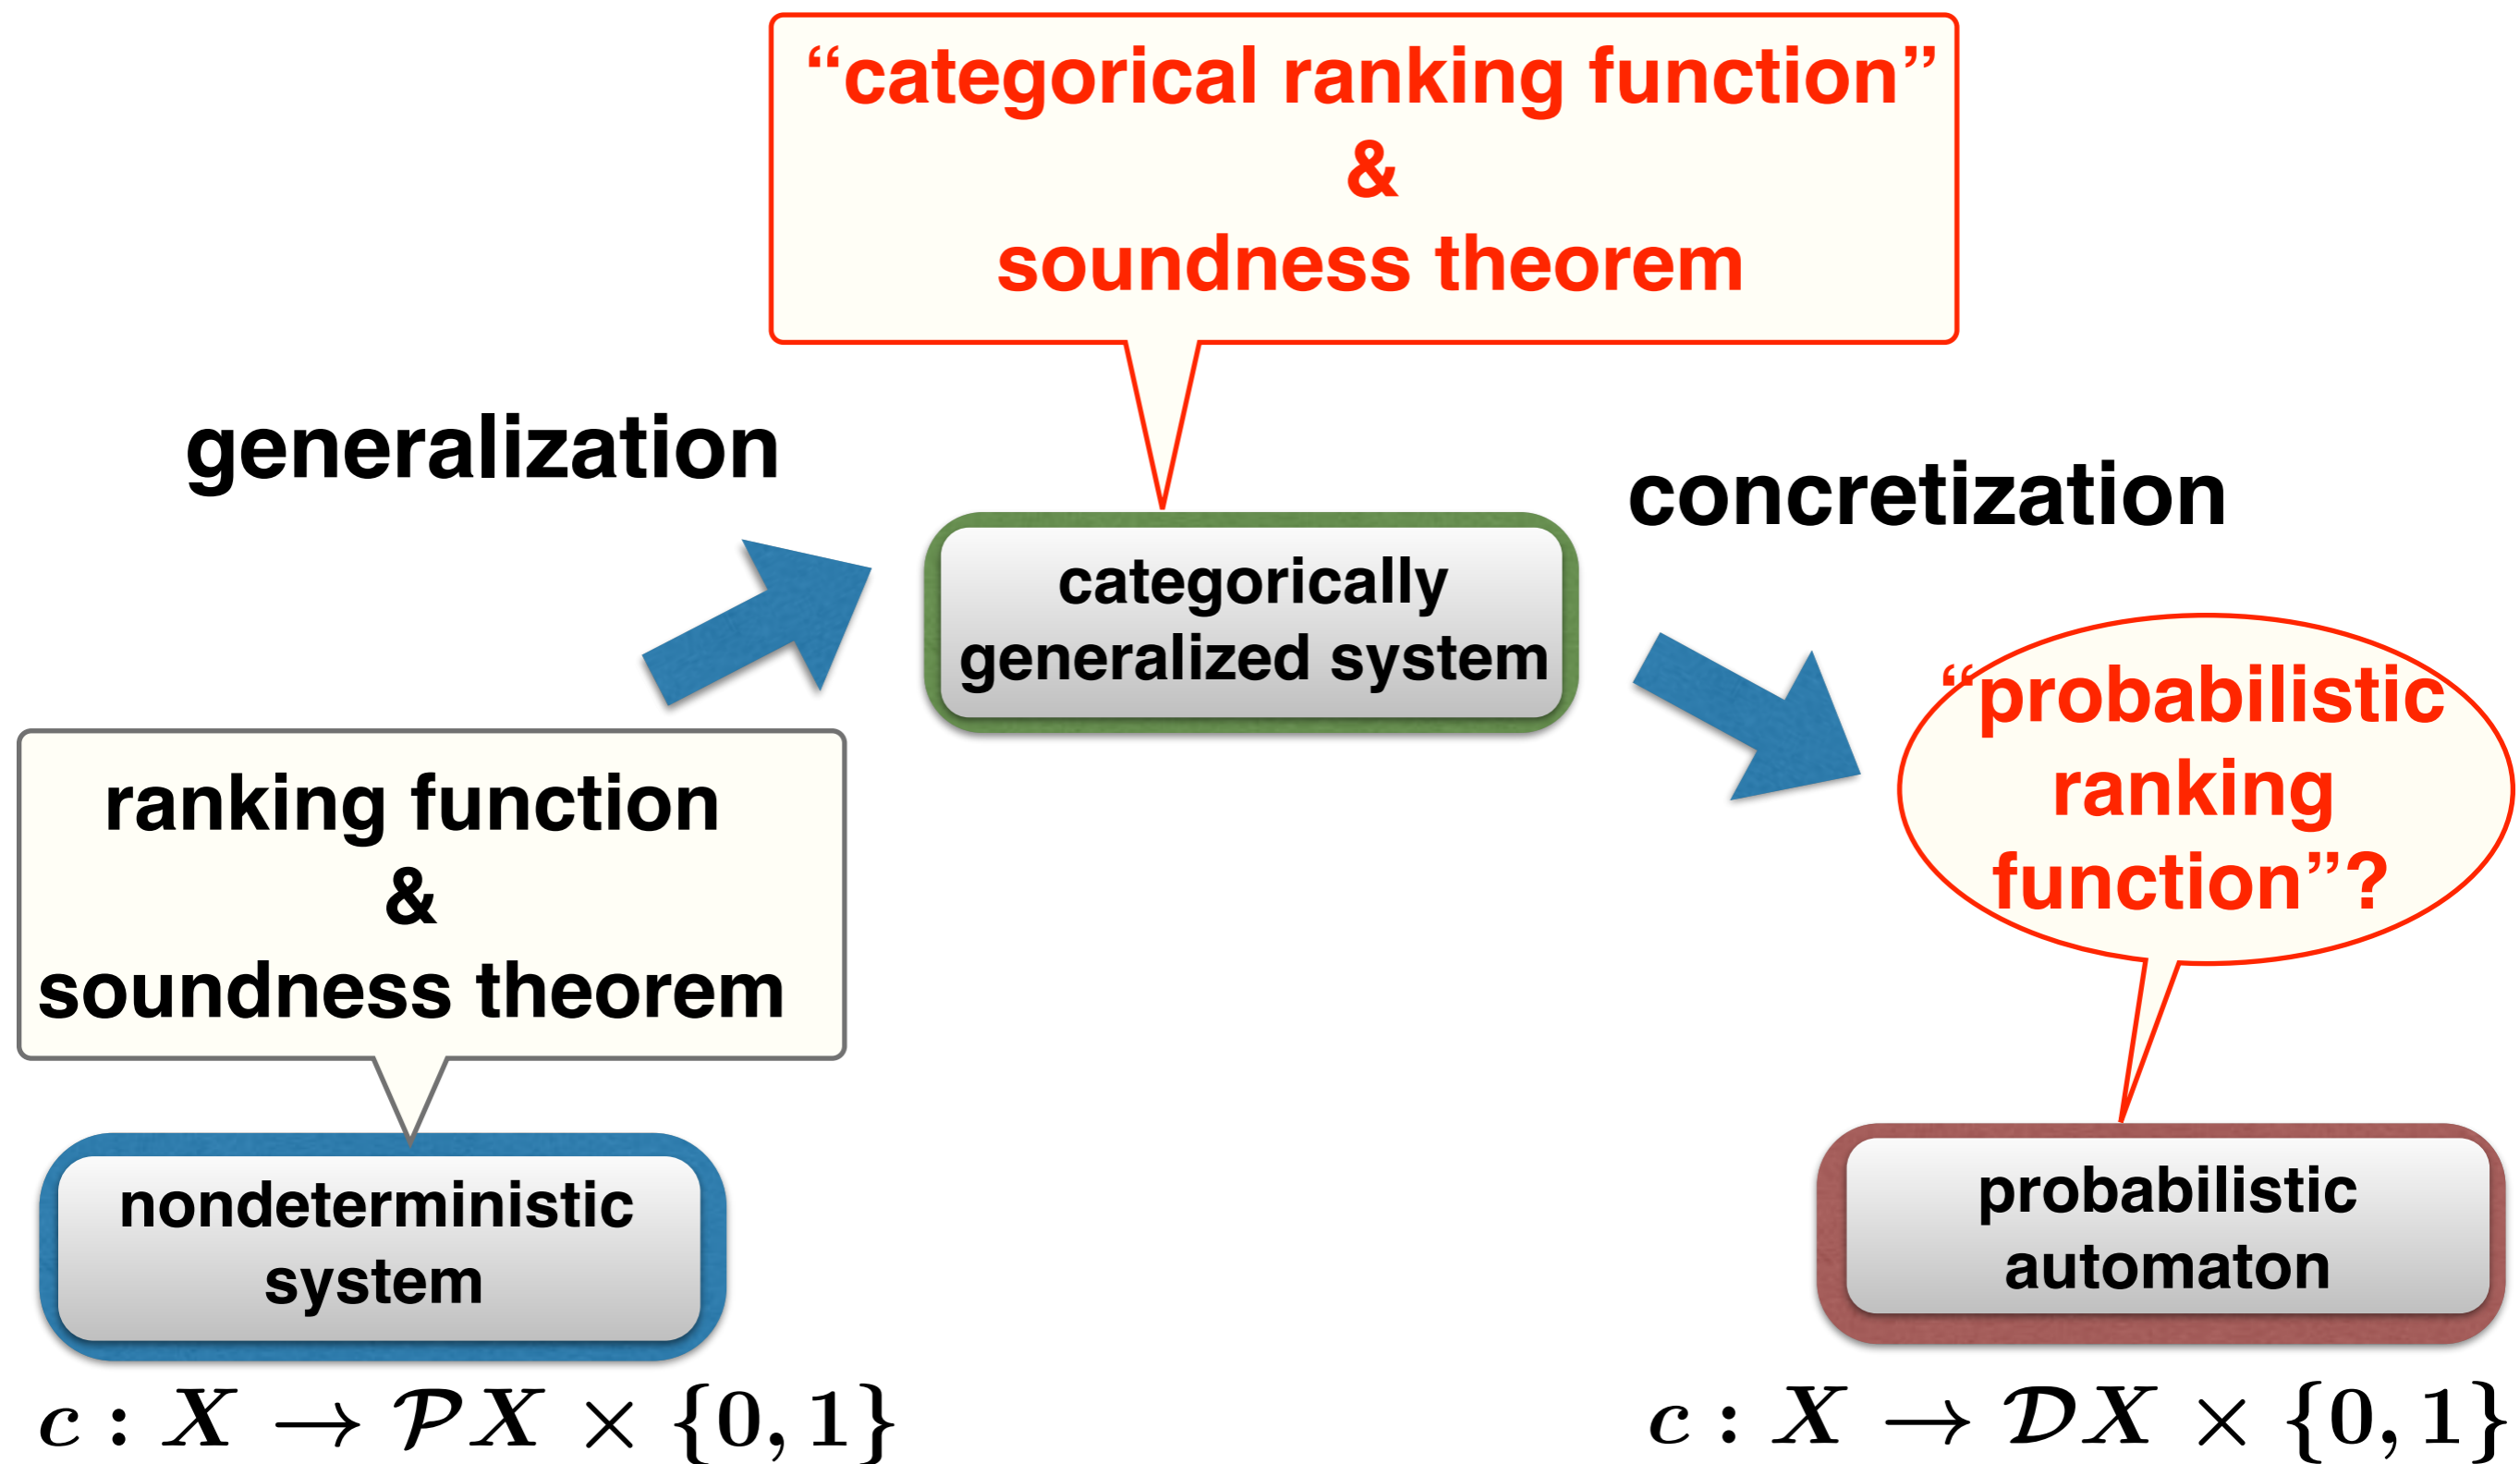 “categorical ranking function”
&
soundness theorem
generalization
concretization
categorically
generalized system
“probabilistic
ranking
function”?
ranking function
&
soundness theorem
nondeterministic
system
probabilistic
automaton
c : X → 𝒫X × {0, 1}
c : X → 𝒟X × {0, 1}